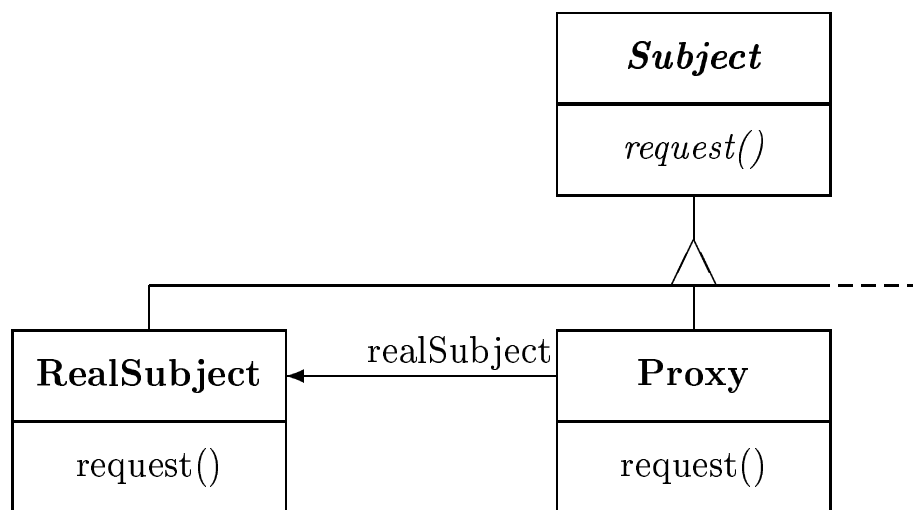 Subject
request()
realSubject
RealSubject
Proxy
request()
request()